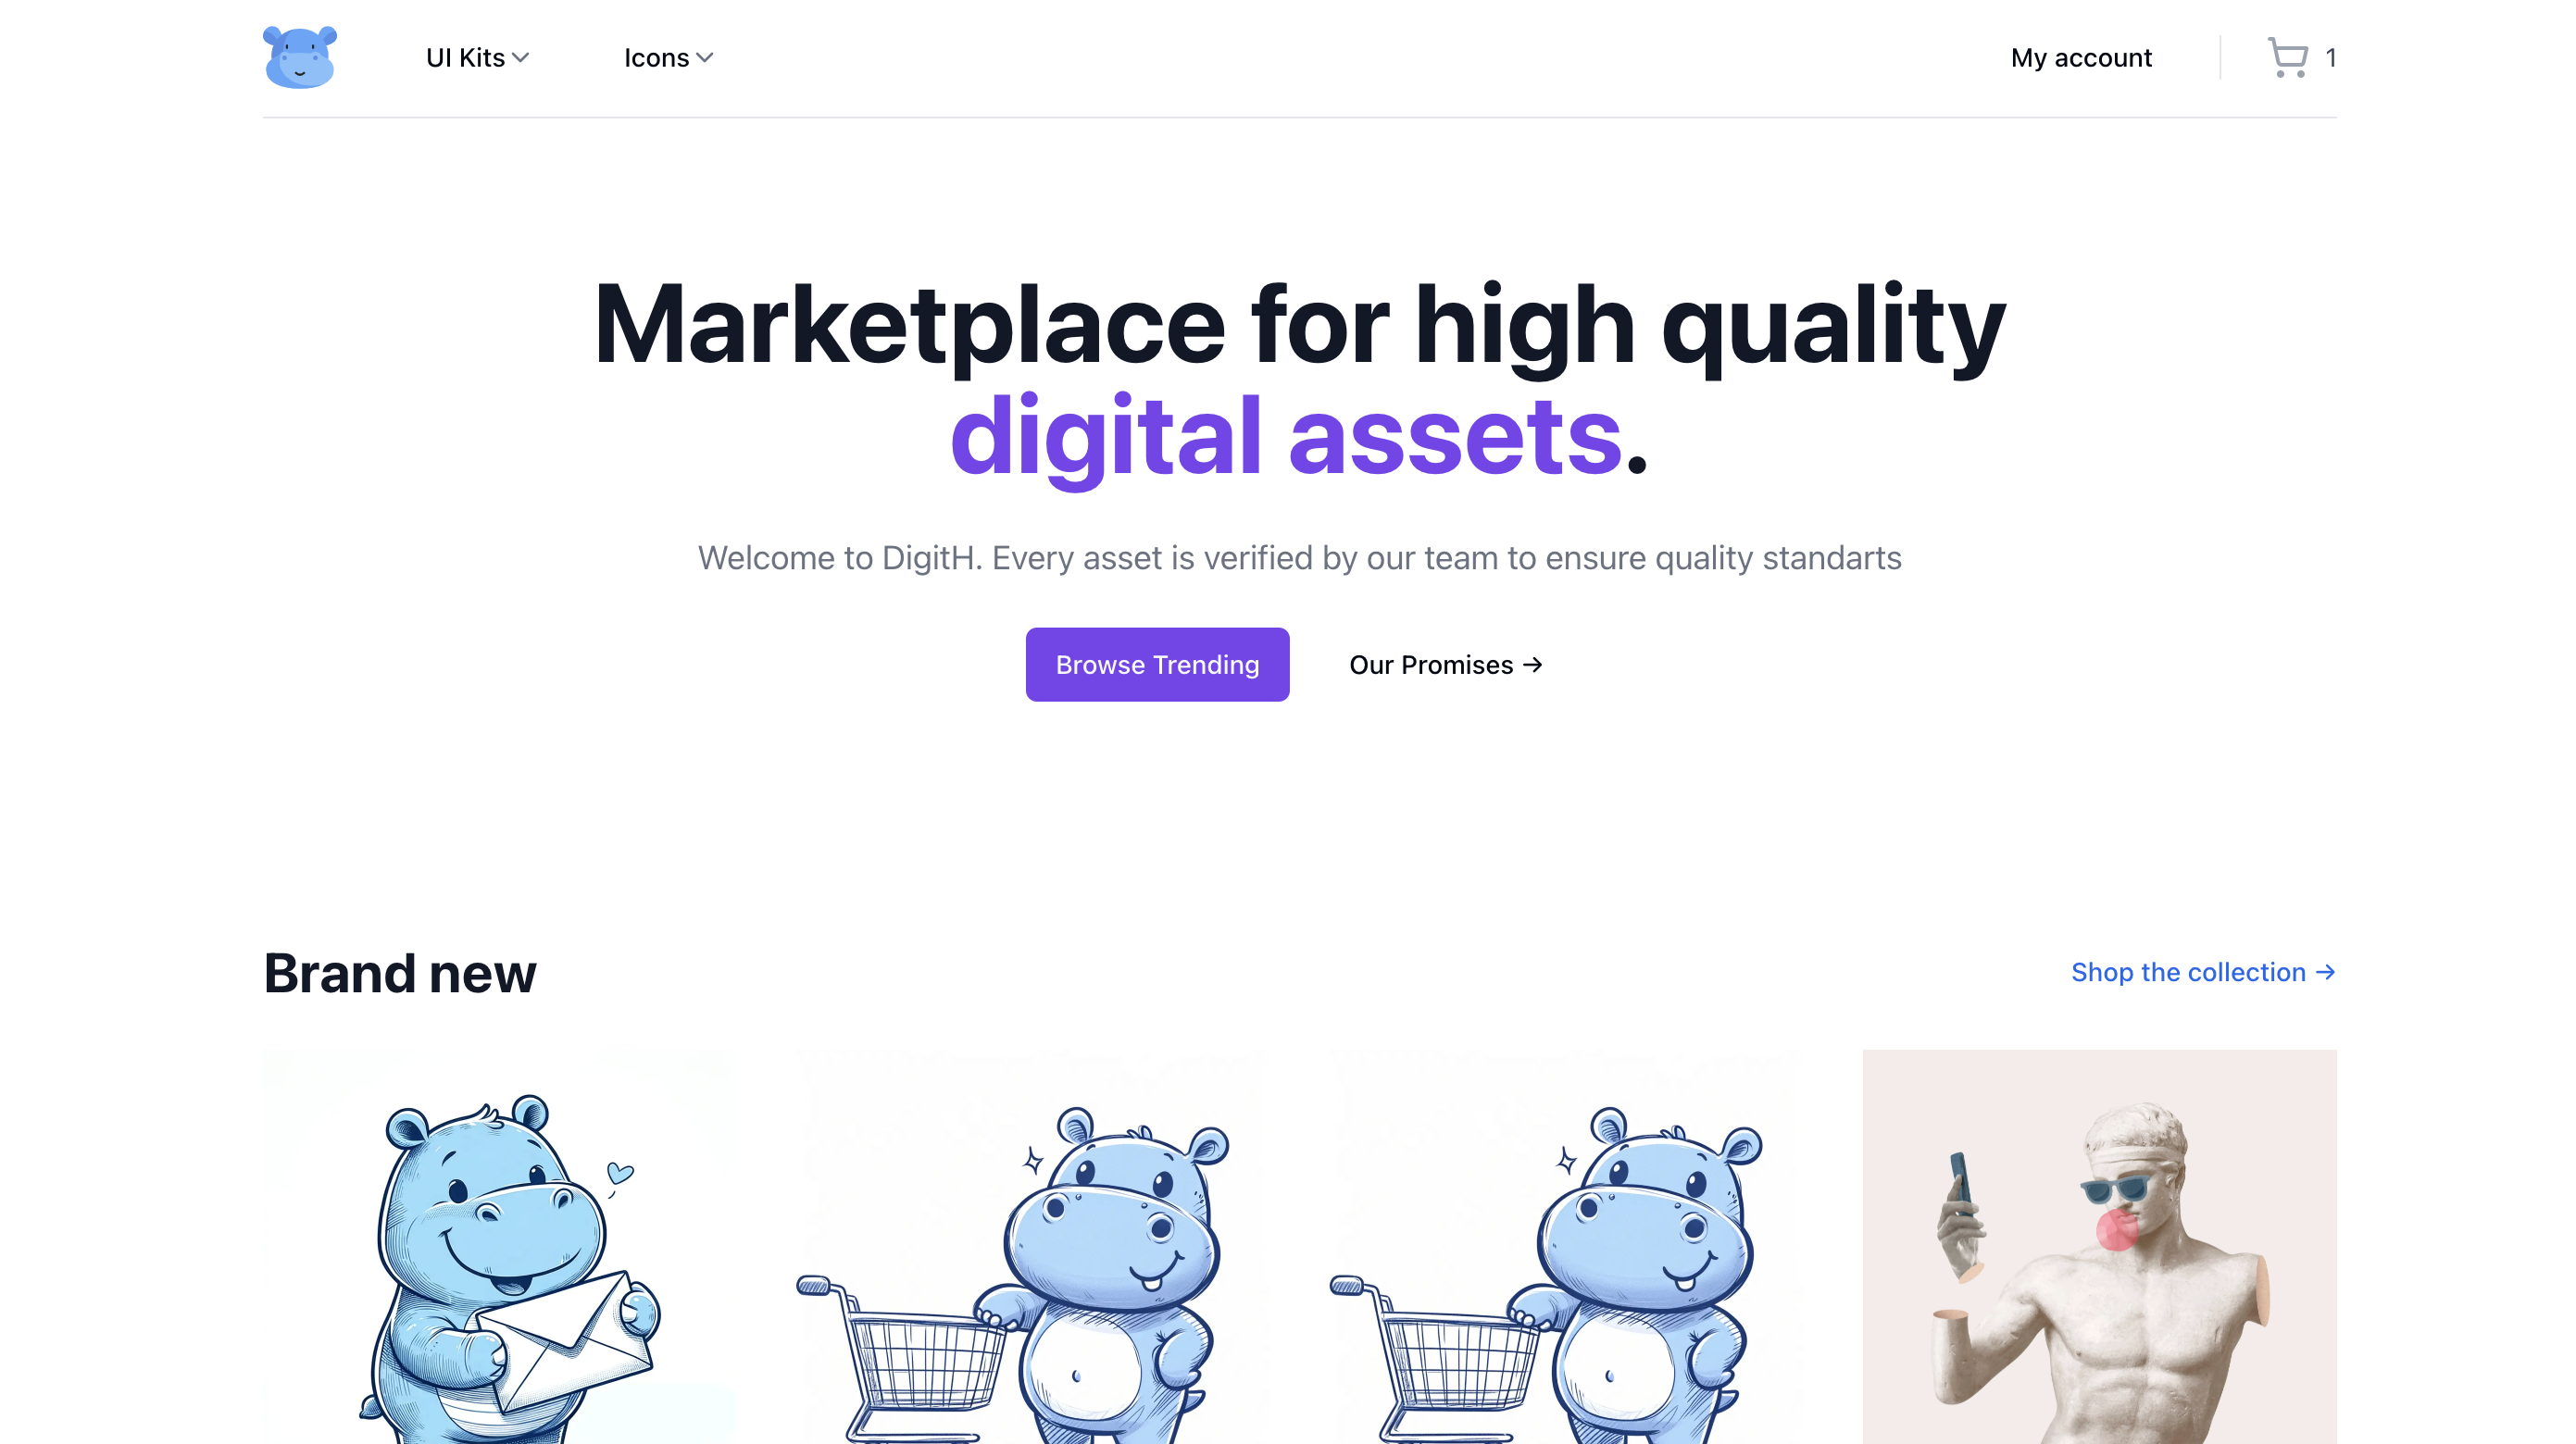 UI Kits
Icons
My account
1
Marketplace for high quality
digital assets.
Welcome to DigitH. Every asset is verified by our team to ensure quality standarts
Browse Trending
Our Promises →
Brand new
Shop the collection →